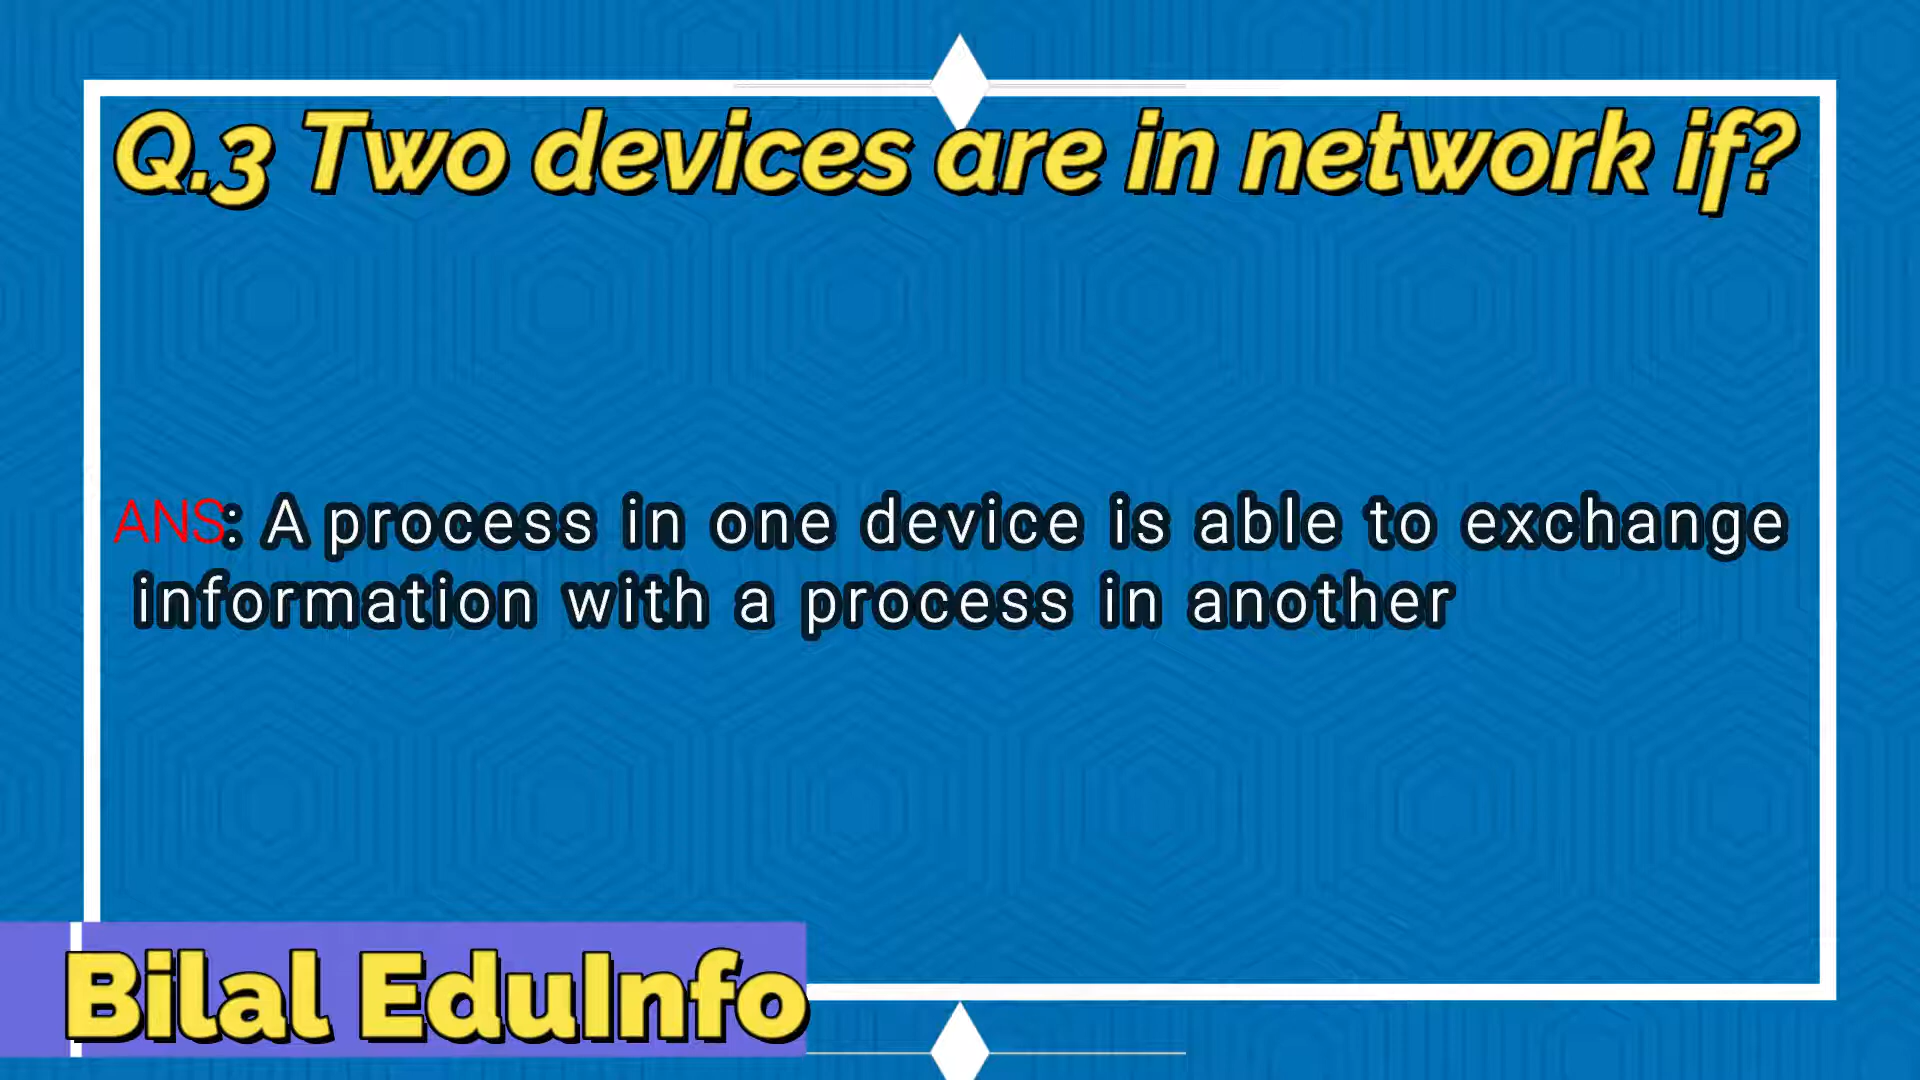 Q.3 Two devices are in network if?
ANS: A process in one device is able to exchange
information with a process in another
Bilal EduInfo